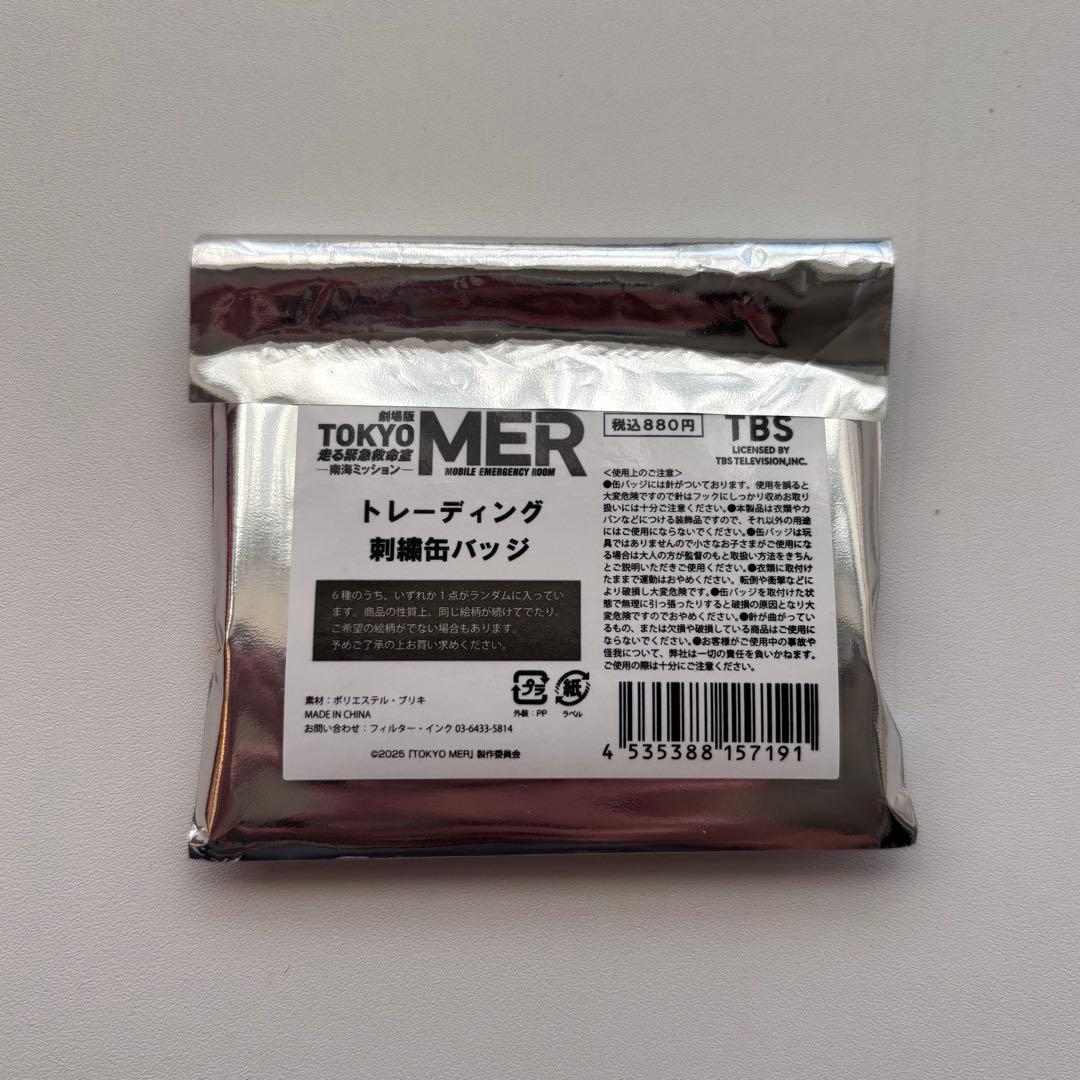 劇場版
TOKYO MER
走る緊急救命室
MOBILE EMERGENCY ROOM
―南海ミッション―
トレーディング
刺繍缶バッジ
6種のうち、いずれか1点がランダムに入ってい
ます。商品の性質上、同じ絵柄が続けてでたり、
ご希望の絵柄がでない場合もあります。
予めご了承の上お買い求めください。
素材：ポリエステル・ブリキ
MADE IN CHINA
お問い合わせ：フィルター・インク 03-6433-5814
©2025『TOKYO MER』製作委員会
税込880円
TBS
LICENSED BY
TBS TELEVISION,INC.
＜使用上のご注意＞
●缶バッジには針がついております。使用を誤ると
大変危険ですので針はフックにしっかり収めお取り
扱いには十分ご注意ください。●本製品は衣類やカ
バンなどにつける装飾品ですので、それ以外の用途
にはご使用にならないでください。●缶バッジは玩
具ではありませんので小さなお子さまがご使用にな
る場合は大人の方が監督のもと取扱い方法をきちん
とご説明いただきご使用ください。●衣類に取付け
たままで運動はおやめください。転倒や衝撃などに
より破損し大変危険です。●缶バッジを取付けた状
態で無理に引っ張ったりすると破損の原因となり大
変危険ですのでおやめください。●針が曲がってい
るもの、または欠損や破損している商品はご使用に
ならないでください。●お客様がご使用中の事故や
怪我について、弊社は一切の責任を負いかねます。
ご使用の際は十分にご注意ください。
プラ
外装：PP
紙
ラベル
4 535388 157191